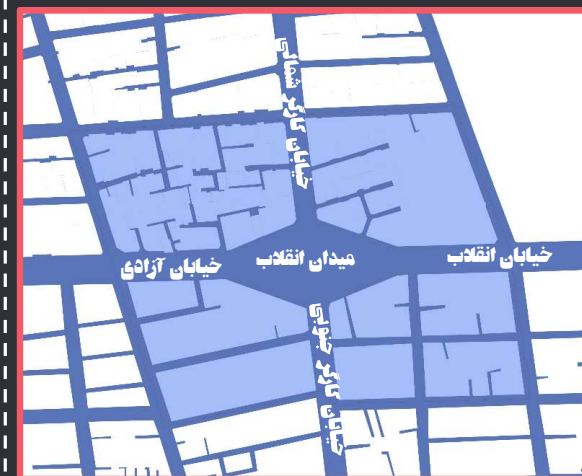 خیابان کارگر شمالی
خیابان انقلاب
میدان انقلاب
خیابان آزادی
خیابان کارگر جنوبی